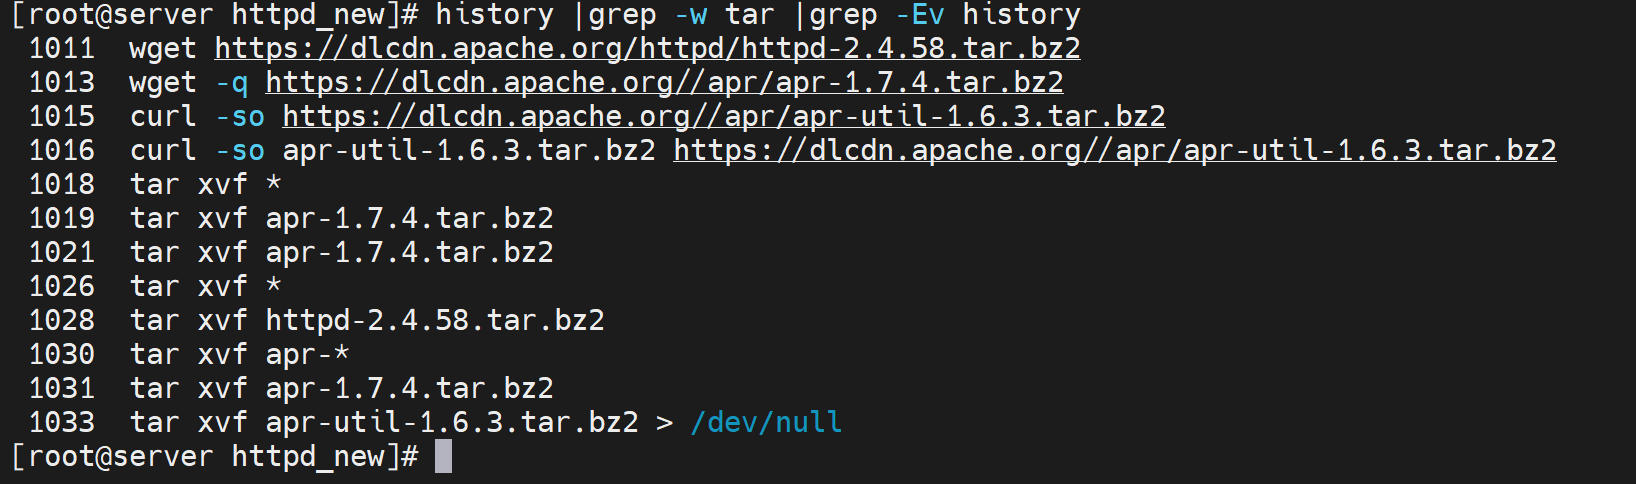 [root@server httpd_new]# history |grep -w tar |grep -Ev history
1011  wget https://dlcdn.apache.org/httpd/httpd-2.4.58.tar.bz2
1013  wget -q https://dlcdn.apache.org//apr/apr-1.7.4.tar.bz2
1015  curl -so https://dlcdn.apache.org//apr/apr-util-1.6.3.tar.bz2
1016  curl -so apr-util-1.6.3.tar.bz2 https://dlcdn.apache.org//apr/apr-util-1.6.3.tar.bz2
1018  tar xvf *
1019  tar xvf apr-1.7.4.tar.bz2
1021  tar xvf apr-1.7.4.tar.bz2
1026  tar xvf *
1028  tar xvf httpd-2.4.58.tar.bz2
1030  tar xvf apr-*
1031  tar xvf apr-1.7.4.tar.bz2
1033  tar xvf apr-util-1.6.3.tar.bz2 > /dev/null
[root@server httpd_new]#